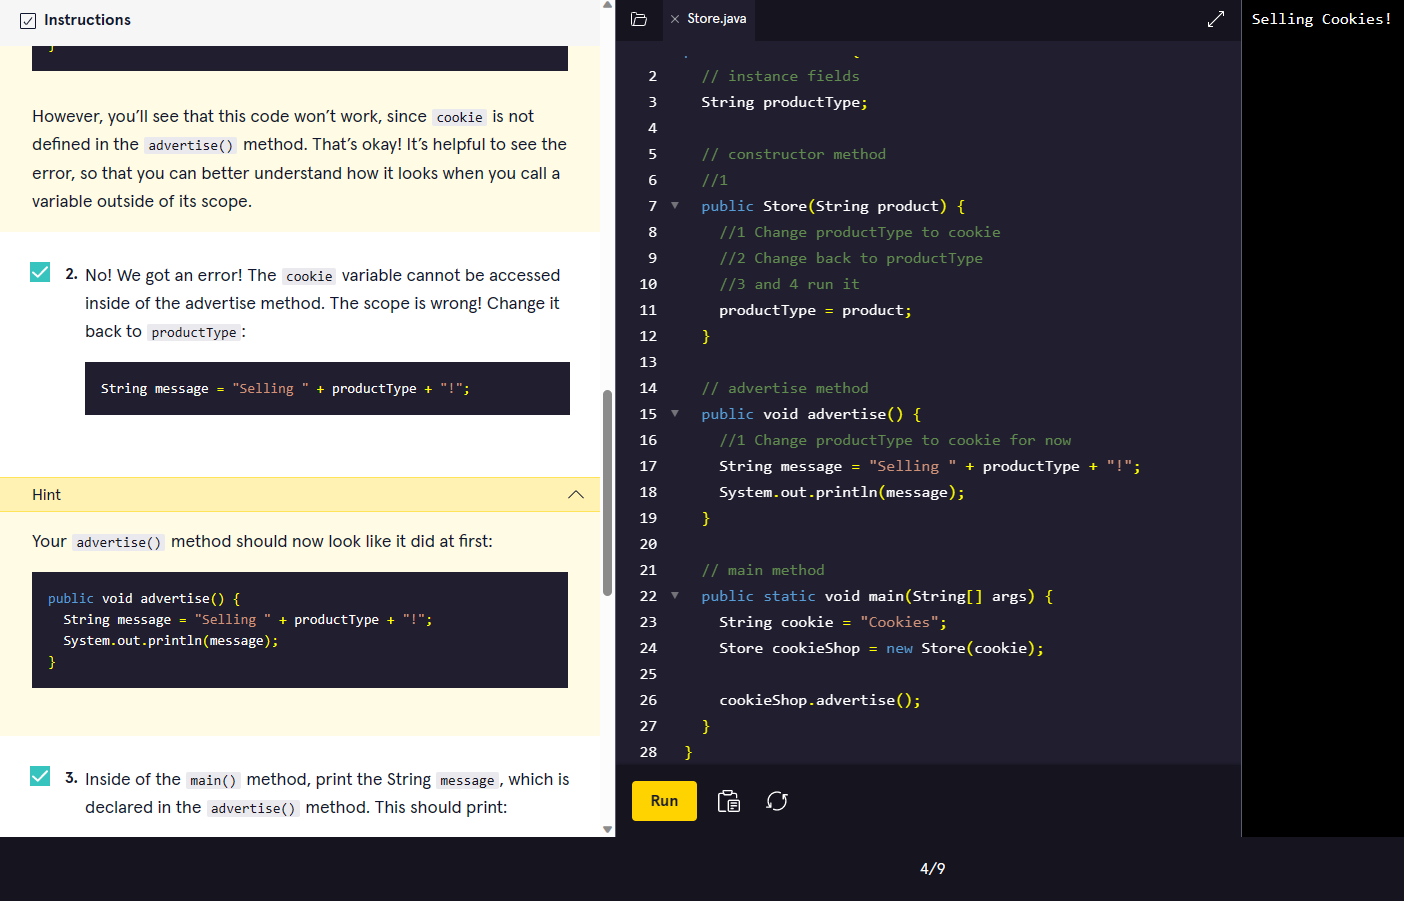 Instructions
}
However, you’ll see that this code won’t work, since cookie is not
defined in the advertise() method. That’s okay! It’s helpful to see the
error, so that you can better understand how it looks when you call a
variable outside of its scope.
2. No! We got an error! The cookie variable cannot be accessed
inside of the advertise method. The scope is wrong! Change it
back to productType:
String message = "Selling " + productType + "!";
Hint
Your advertise() method should now look like it did at first:
public void advertise() {
  String message = "Selling " + productType + "!";
  System.out.println(message);
}
3. Inside of the main() method, print the String message, which is
declared in the advertise() method. This should print:
Store.java
2 // instance fields
3 String productType;
4
5 // constructor method
6 //1
7 public Store(String product) {
8 //1 Change productType to cookie
9 //2 Change back to productType
10 //3 and 4 run it
11 productType = product;
12 }
13
14 // advertise method
15 public void advertise() {
16 //1 Change productType to cookie for now
17 String message = "Selling " + productType + "!";
18 System.out.println(message);
19 }
20
21 // main method
22 public static void main(String[] args) {
23 String cookie = "Cookies";
24 Store cookieShop = new Store(cookie);
25
26 cookieShop.advertise();
27 }
28 }
Run
Selling Cookies!
4/9